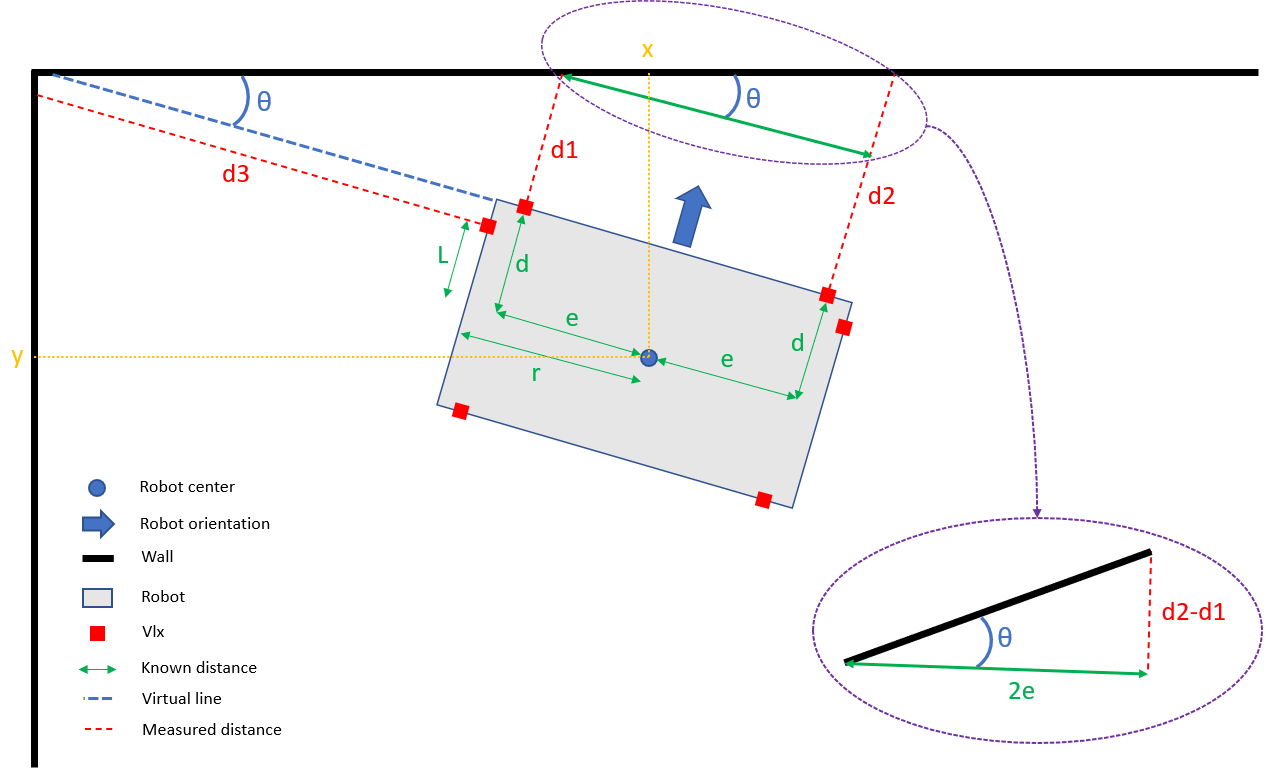 x
θ
θ
d1
d3
d2
L
d
e
d
y
e
r
Robot center
Robot orientation
Wall
Robot
Vlx
Known distance
Virtual line
Measured distance
d2-d1
θ
2e